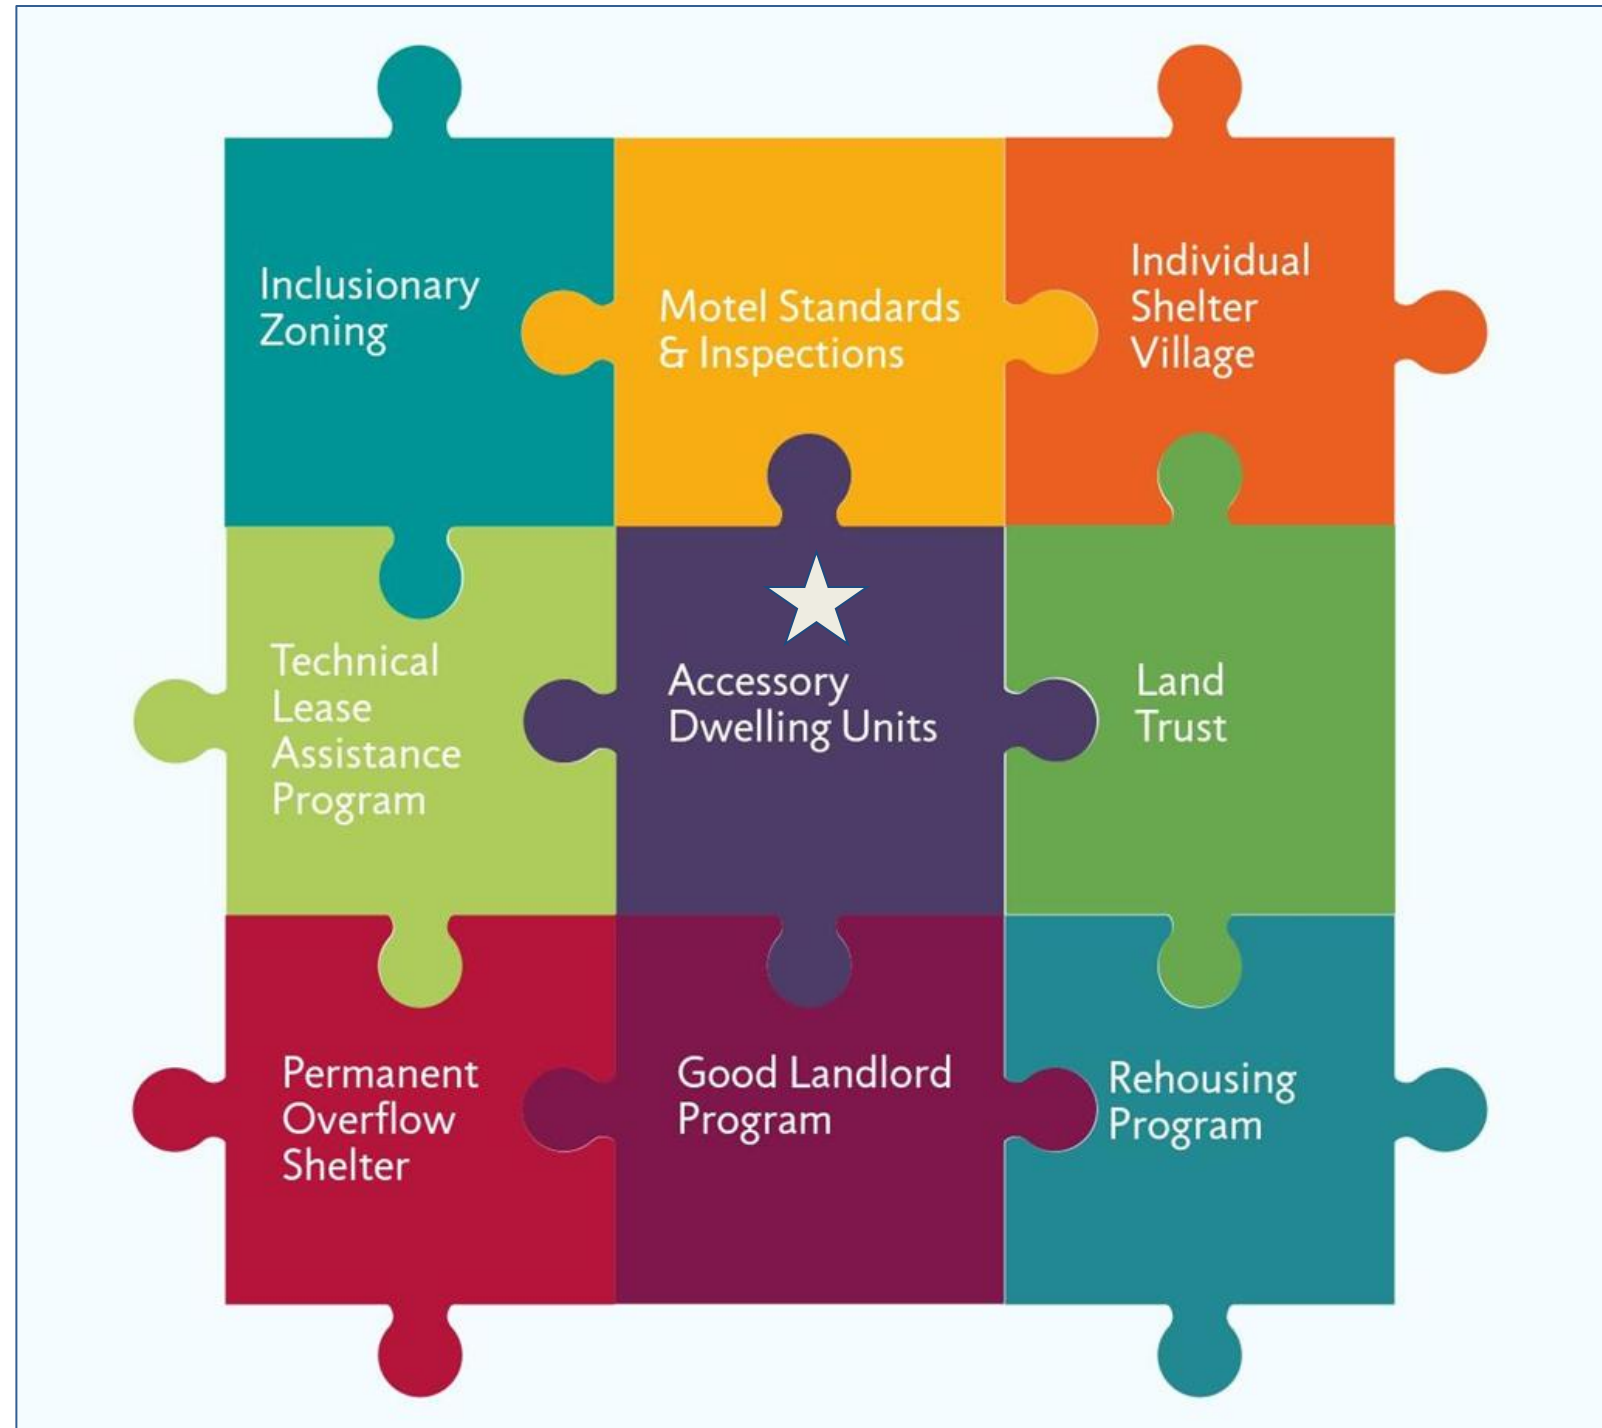 Inclusionary
Zoning
Motel Standards
& Inspections
Individual
Shelter
Village
Technical
Lease
Assistance
Program
Accessory
Dwelling Units
Land
Trust
Permanent
Overflow
Shelter
Good Landlord
Program
Rehousing
Program